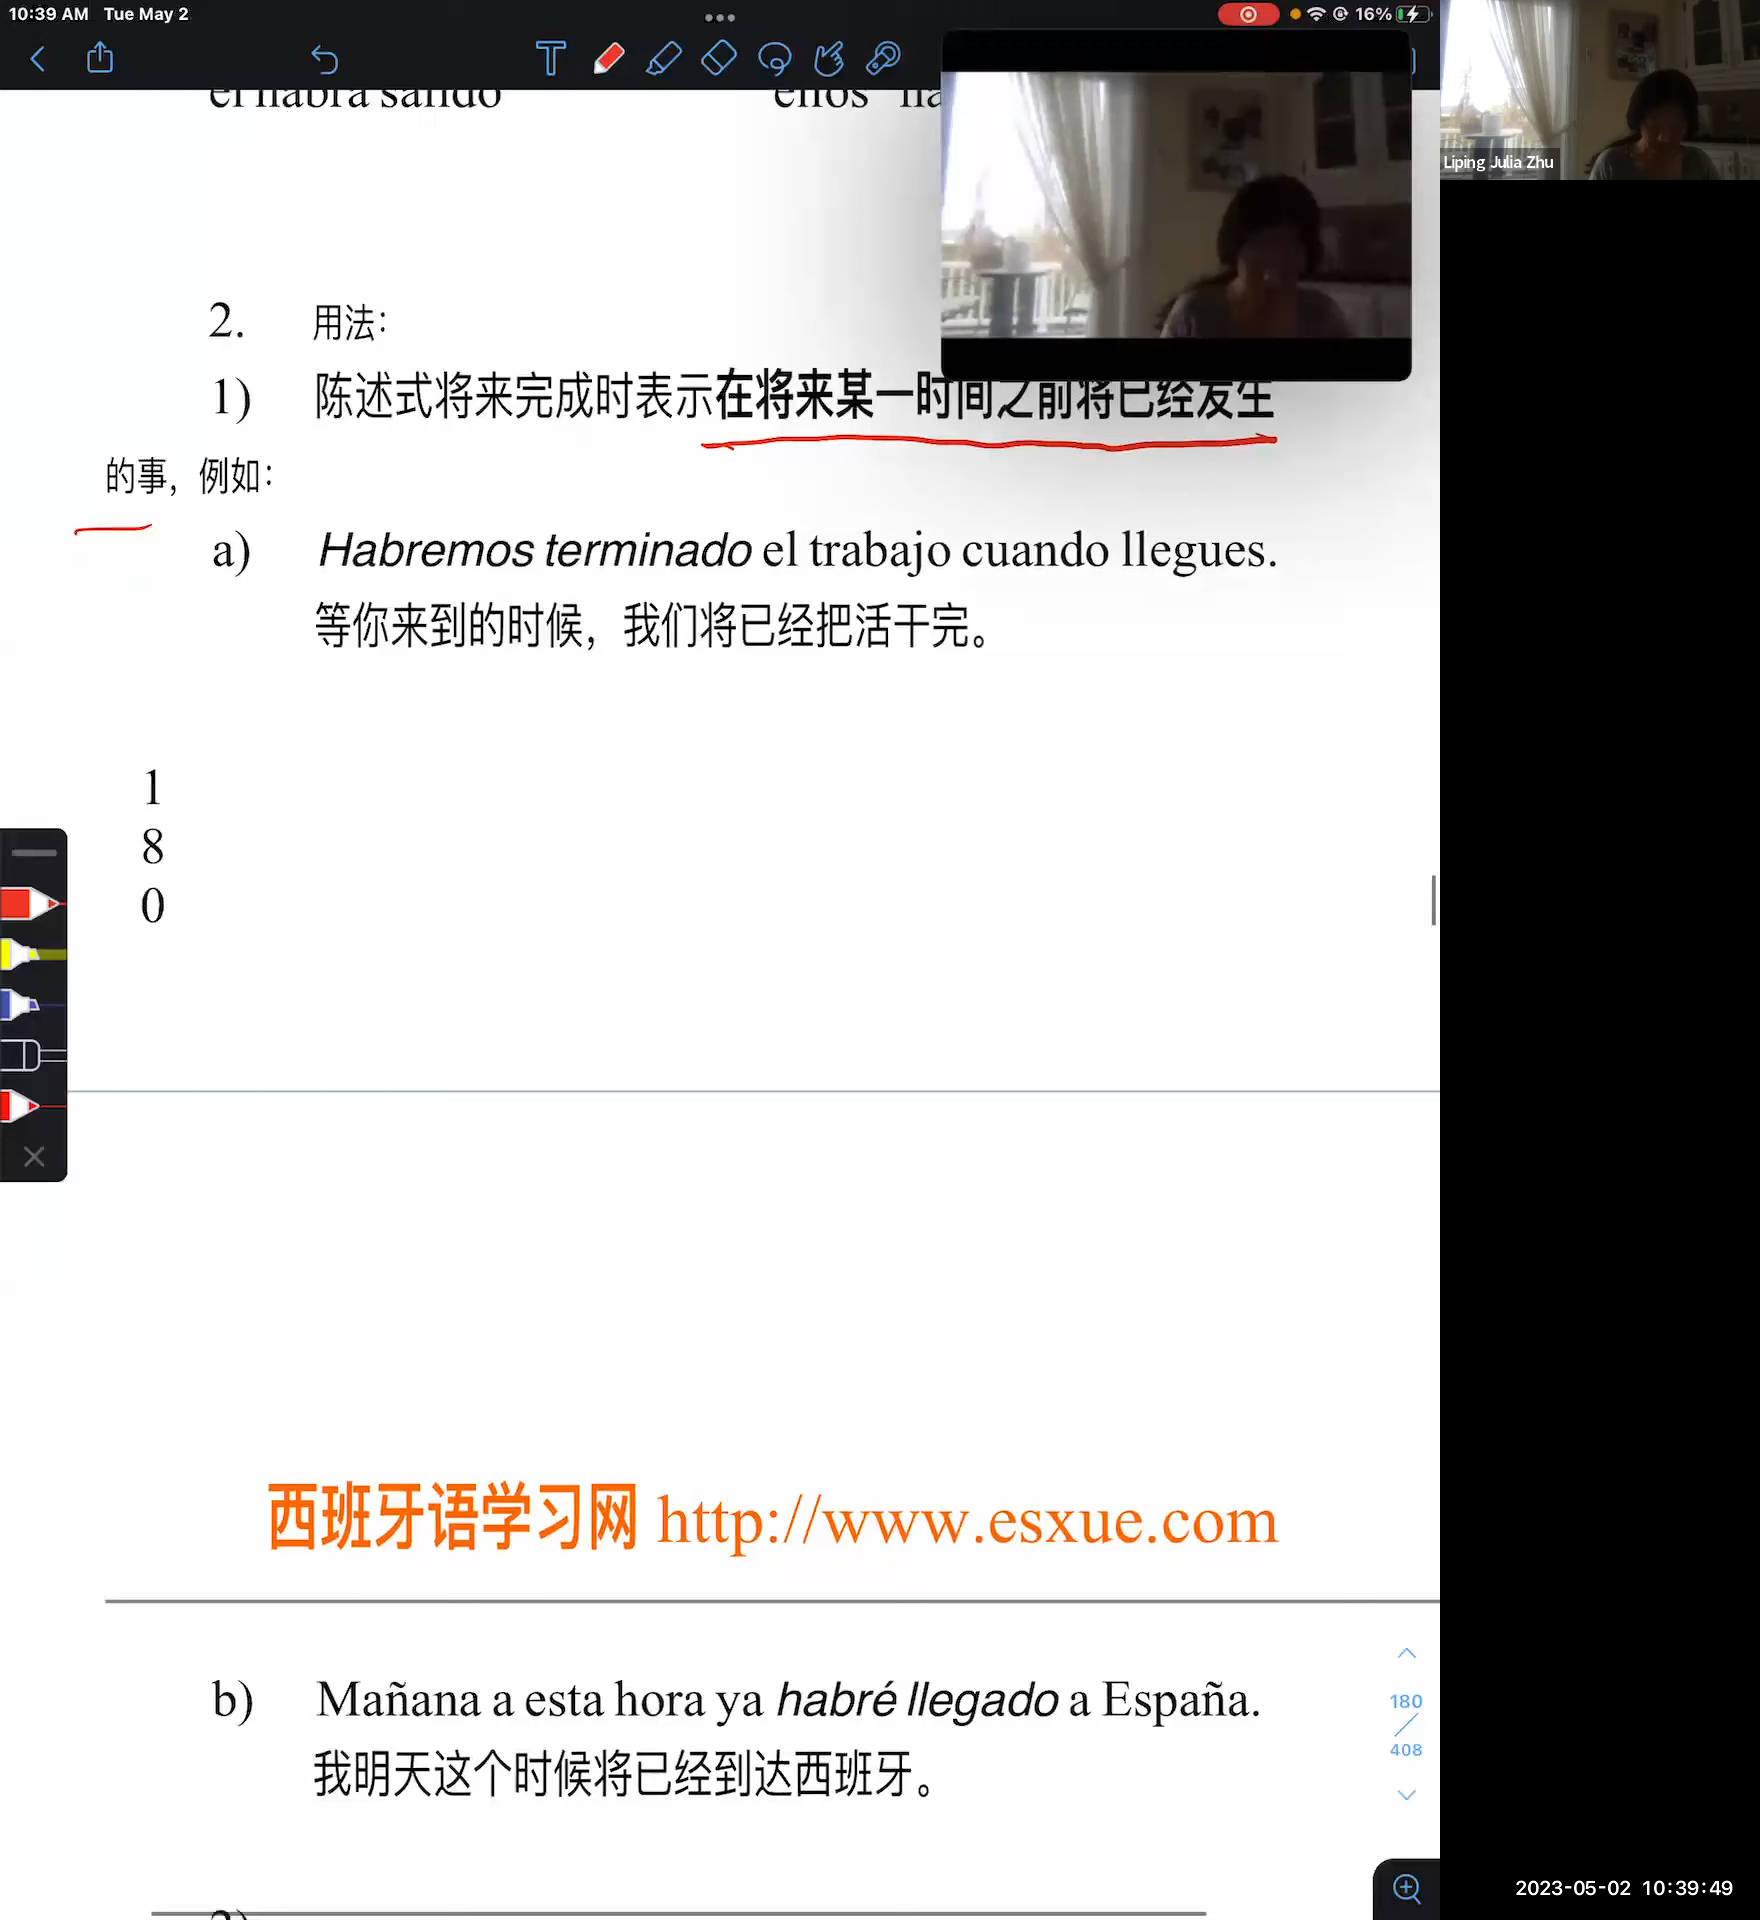 10:39 AM Tue May 2
16%
Liping Julia Zhu
él habrá salido
ellos
2. 用法:
1) 陈述式将来完成时表示在将来某一时间之前将已经发生
的事, 例如:
a) Habremos terminado el trabajo cuando llegues.
等你来到的时候, 我们将已经把活干完。
1
8
0
西班牙语学习网 http://www.esxue.com
b) Mañana a esta hora ya habré llegado a España.
我明天这个时候将已经到达西班牙。
180
408
2023-05-02 10:39:49